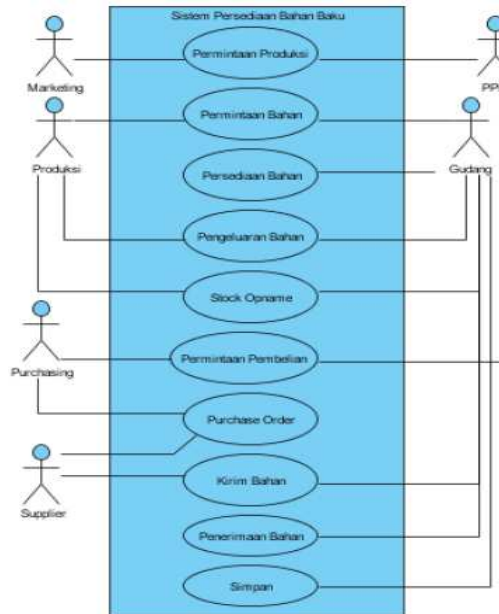 Sistem Persediaan Bahan Baku
Permintaan Produksi
Marketing
Permintaan Bahan
Produksi
Gudang
Persediaan Bahan
Pengeluaran Bahan
Stock Opname
Permintaan Pembelian
Purchasing
Purchase Order
Kirim Bahan
Supplier
Penerimaan Bahan
Simpan